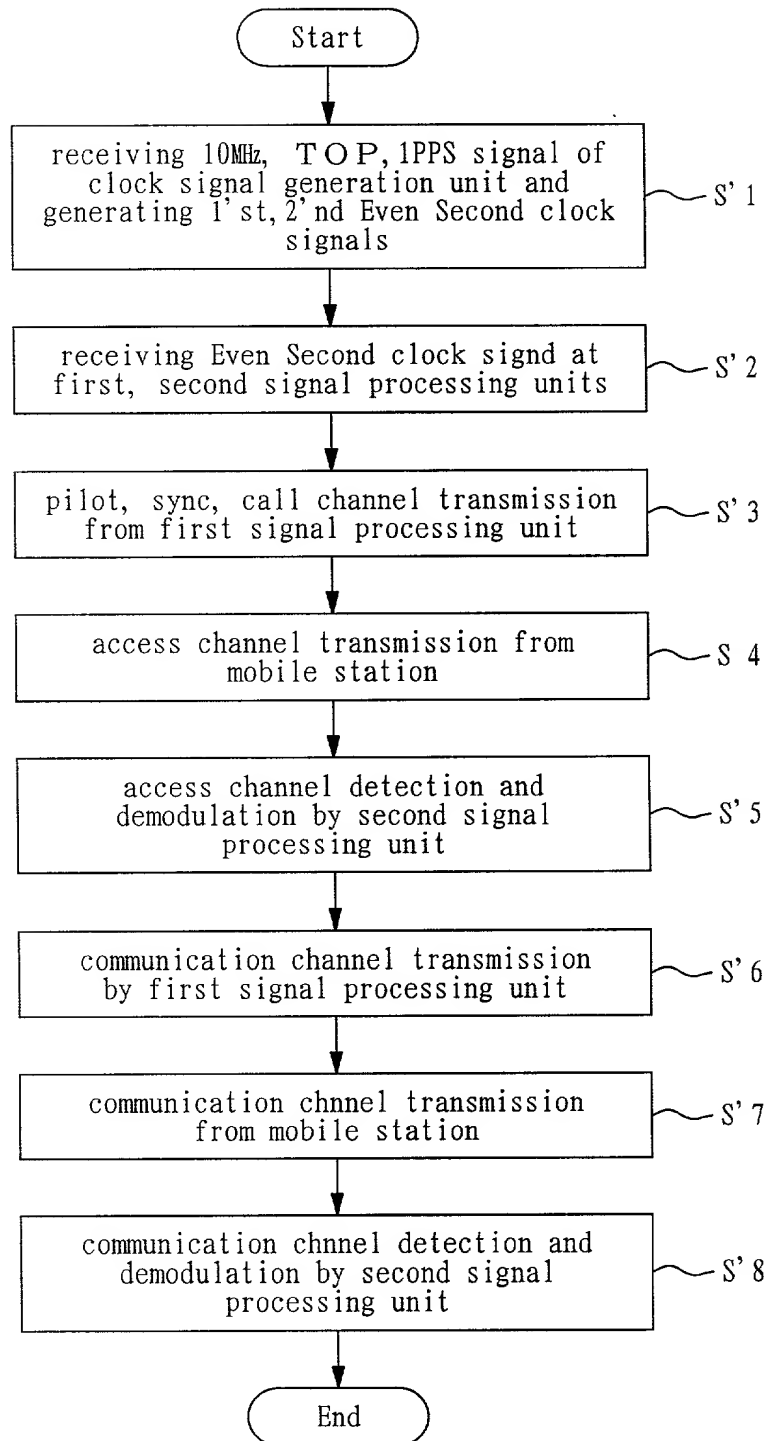 Start
receiving 10MHz, TOP, 1PPS signal of
clock signal generation unit and
generating 1'st, 2'nd Even Second clock
signals
S'1
receiving Even Second clock signd at
first, second signal processing units
S'2
pilot, sync, call channel transmission
from first signal processing unit
S'3
access channel transmission from
mobile station
S 4
access channel detection and
demodulation by second signal
processing unit
S'5
communication channel transmission
by first signal processing unit
S'6
communication chnnel transmission
from mobile station
S'7
communication chnnel detection and
demodulation by second signal
processing unit
S'8
End